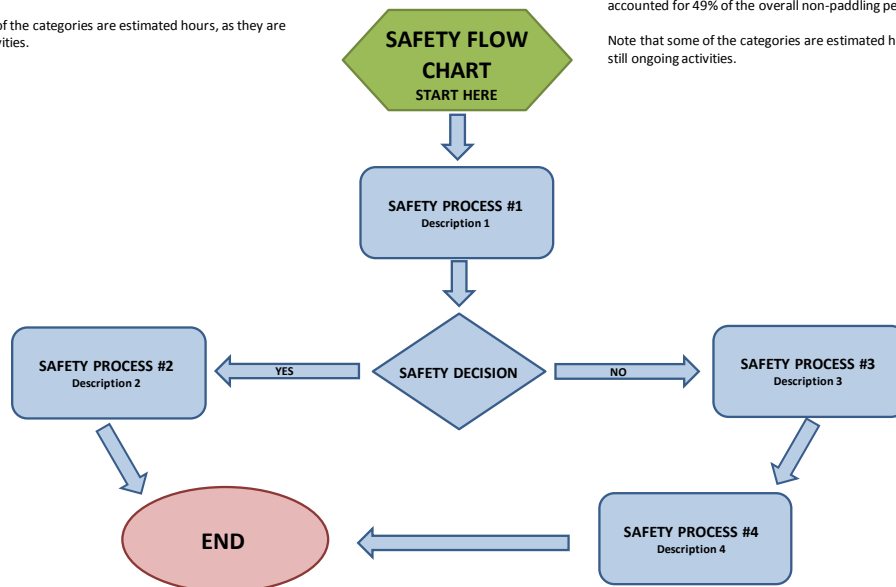 of the categories are estimated hours, as they are
vities.
accounted for 49% of the overall non-paddling pe
Note that some of the categories are estimated h
still ongoing activities.
SAFETY FLOW
CHART
START HERE
SAFETY PROCESS #1
Description 1
SAFETY PROCESS #2
Description 2
YES
SAFETY DECISION
NO
SAFETY PROCESS #3
Description 3
END
SAFETY PROCESS #4
Description 4